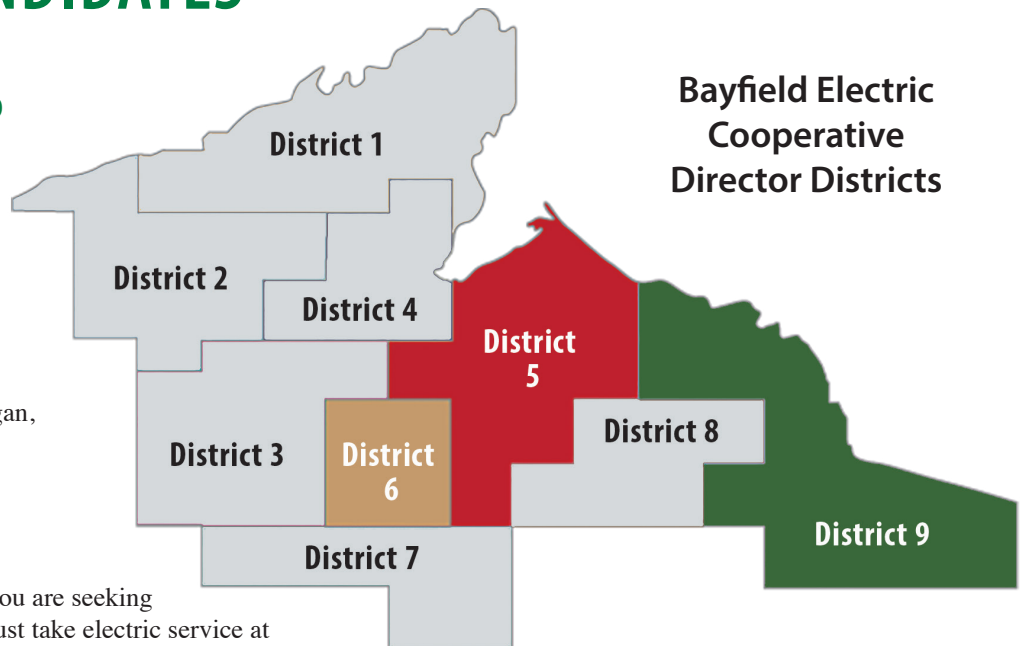 NDIDATES
Bayfield Electric
Cooperative
Director Districts
District 1
District 2
District 4
District
5
gan,
District 3
District
6
District 8
District 9
District 7
ou are seeking
ust take electric service at